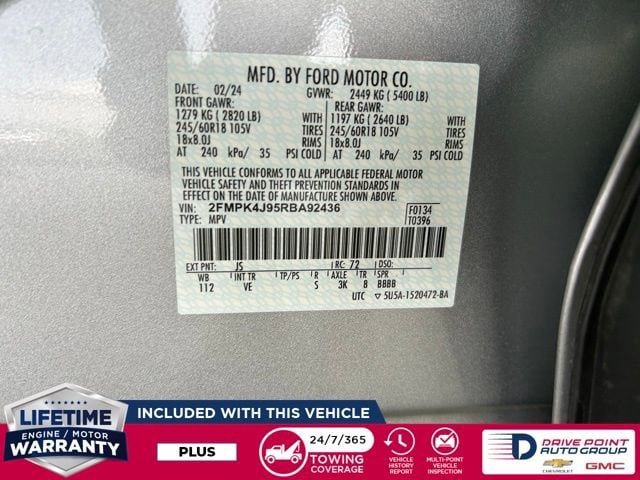 MFD. BY FORD MOTOR CO.
DATE: 02/24 GVWR: 2449 KG ( 5400 LB)
FRONT GAWR: REAR GAWR:
1279 KG ( 2820 LB) WITH 1197 KG ( 2640 LB) WITH
245/60R18 105V TIRES 245/60R18 105V TIRES
18x8.0J RIMS 18x8.0J RIMS
AT 240 kPa/ 35 PSI COLD AT 240 kPa/ 35 PSI COLD
THIS VEHICLE CONFORMS TO ALL APPLICABLE FEDERAL MOTOR
VEHICLE SAFETY AND THEFT PREVENTION STANDARDS IN
EFFECT ON THE DATE OF MANUFACTURE SHOWN ABOVE.
VIN: 2FMPK4J95RBA92436 F0134
TYPE: MPV T0396
EXT PNT: JS RC: 72 DSO:
WB INT TR TP/PS R AXLE TR SPR
112 VE S 3K 8 BBBB
UTC ▽ 5U5A-1520472-BA
LIFETIME
ENGINE / MOTOR
WARRANTY
INCLUDED WITH THIS VEHICLE
PLUS
24/7/365
TOWING
COVERAGE
VEHICLE
HISTORY
REPORT
MULTI-POINT
VEHICLE
INSPECTION
DRIVE POINT
AUTO GROUP
CHEVROLET GMC